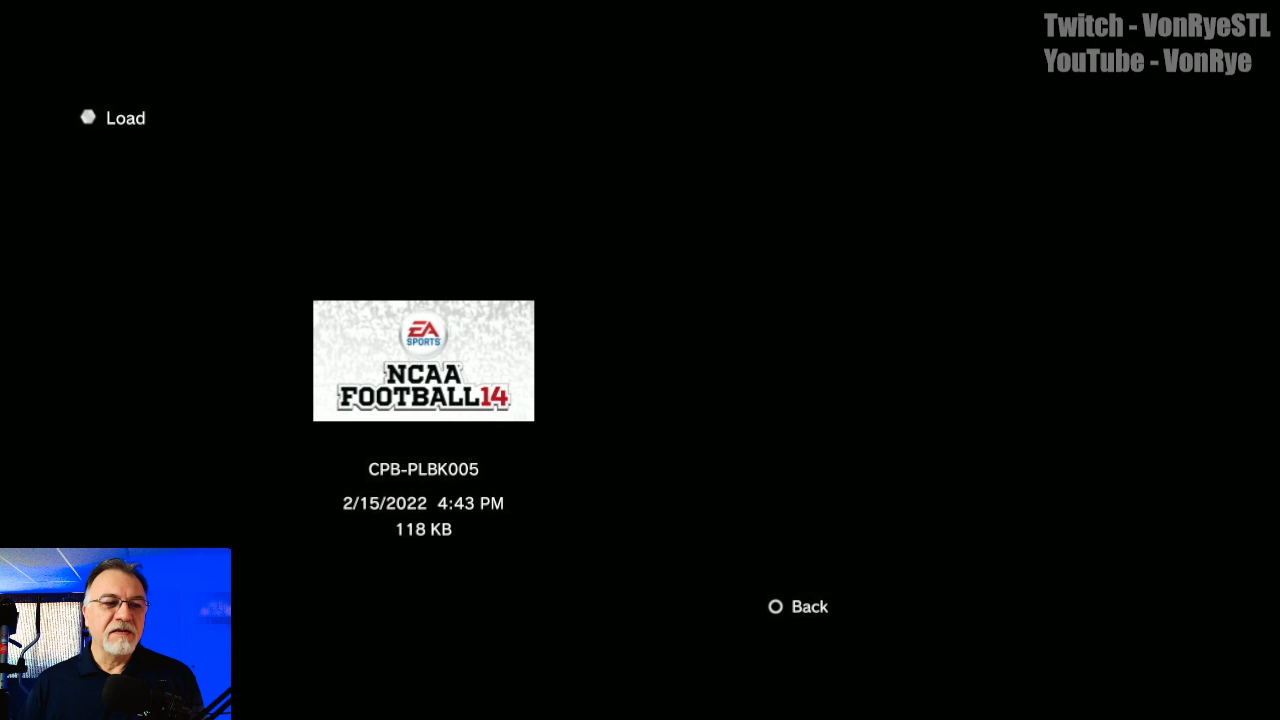 Twitch - VonRyeSTL
YouTube - VonRye
Load
EA
SPORTS
NCAA
FOOTBALL14
CPB-PLBK005
2/15/2022 4:43 PM
118 KB
Back